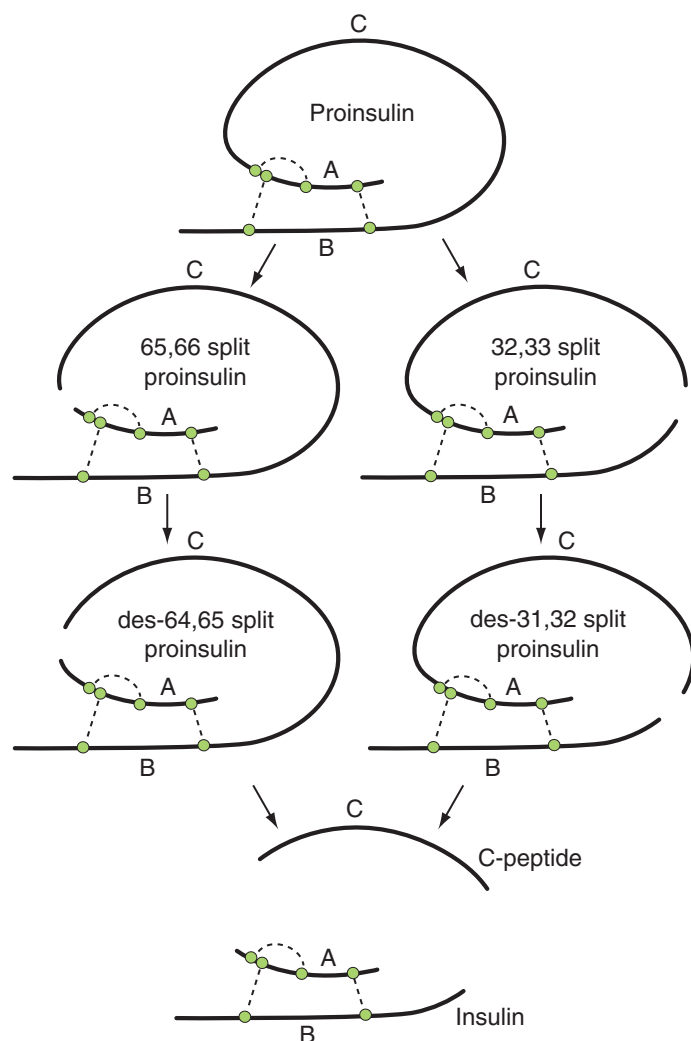 C
Proinsulin
A
B
C
65,66 split
proinsulin
A
B
C
32,33 split
proinsulin
A
B
C
des-64,65 split
proinsulin
A
B
C
des-31,32 split
proinsulin
A
B
C
C-peptide
A
Insulin
B